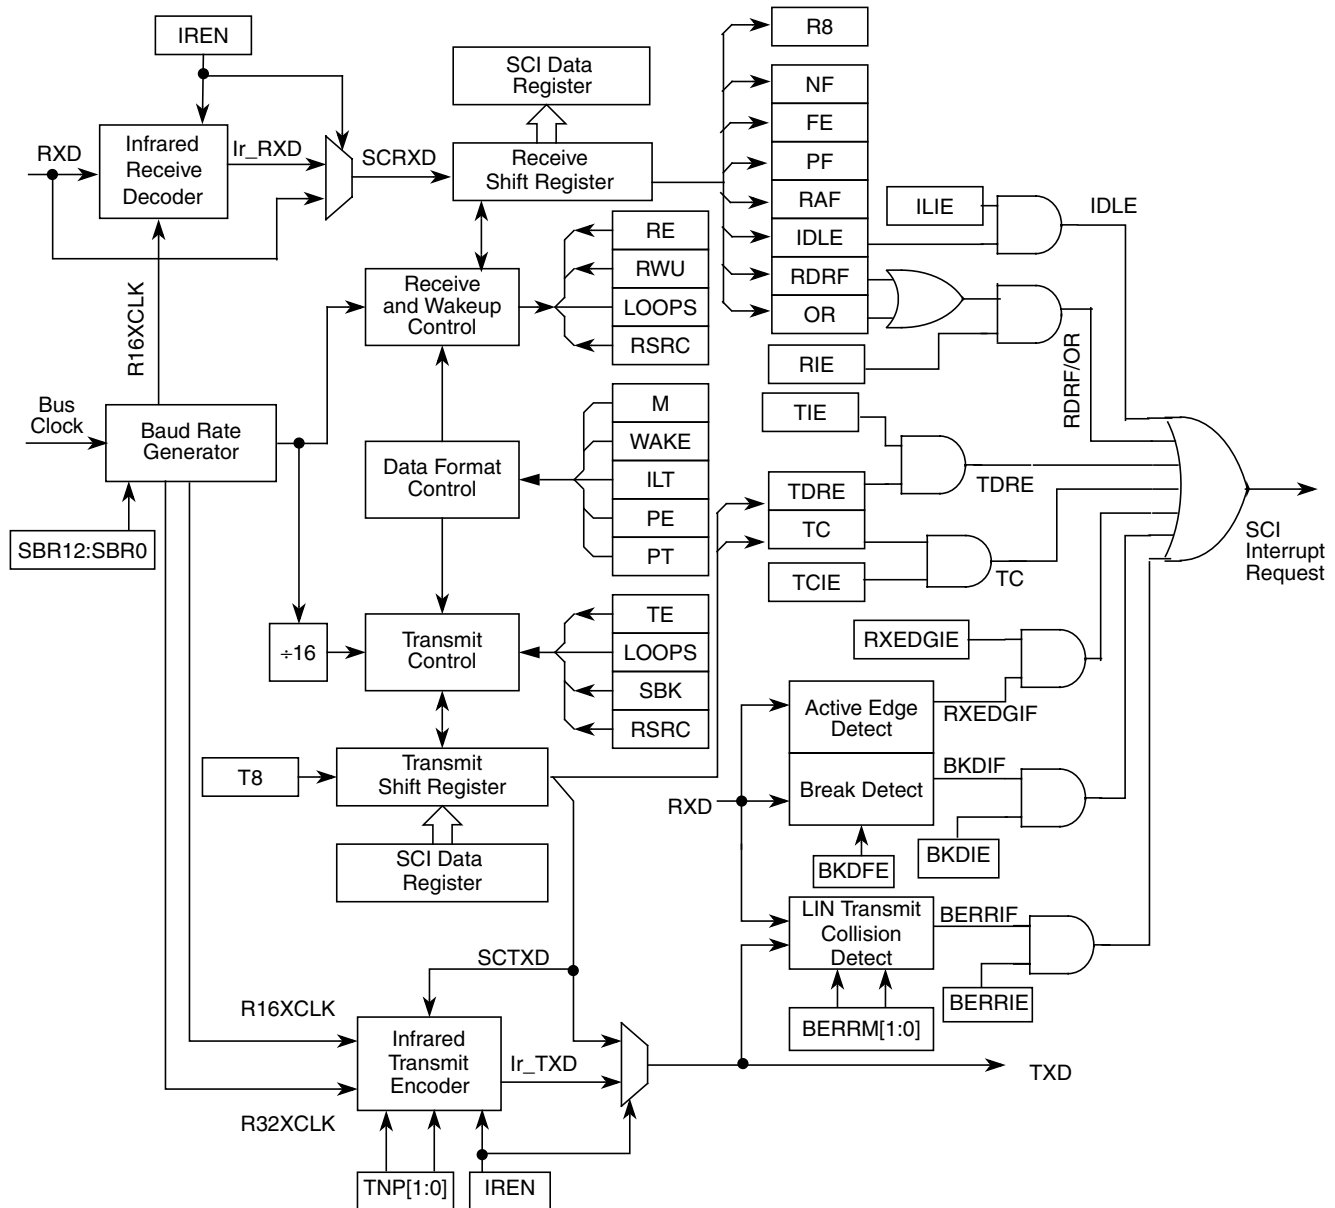 IREN
SCI Data
Register
R8
NF
FE
PF
RAF
IDLE
RDRF
OR
RXD
Infrared
Receive
Decoder
Ir_RXD
SCRXD
Receive
Shift Register
ILIE
IDLE
RE
RWU
LOOPS
RSRC
R16XCLK
Receive
and Wakeup
Control
RIE
RDRF/OR
Bus
Clock
Baud Rate
Generator
M
WAKE
ILT
PE
PT
TIE
Data Format
Control
TDRE
TC
TDRE
SBR12:SBR0
TCIE
TC
SCI
Interrupt
Request
÷16
Transmit
Control
TE
LOOPS
SBK
RSRC
RXEDGIE
Active Edge
Detect
RXEDGIF
T8
Transmit
Shift Register
RXD
Break Detect
BKDIF
BKDIE
SCI Data
Register
BKDFE
LIN Transmit
Collision
Detect
BERRIF
BERRIE
SCTXD
BERRM[1:0]
R16XCLK
Infrared
Transmit
Encoder
Ir_TXD
TXD
R32XCLK
TNP[1:0]
IREN